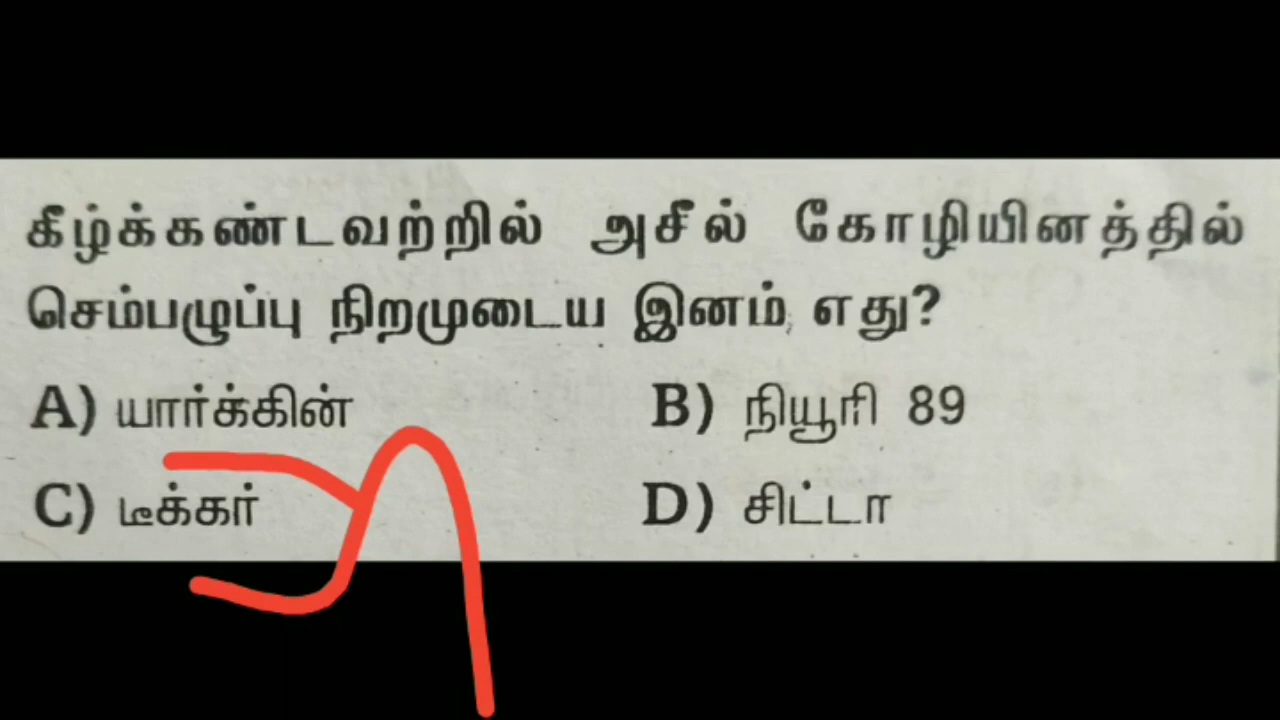 கீழ்க்கண்டவற்றில் அசீல் கோழியினத்தில்
செம்பழுப்பு நிறமுடைய இனம் எது?
A) யார்க்கின் B) நியூரி 89
C) டீக்கர் D) சிட்டா